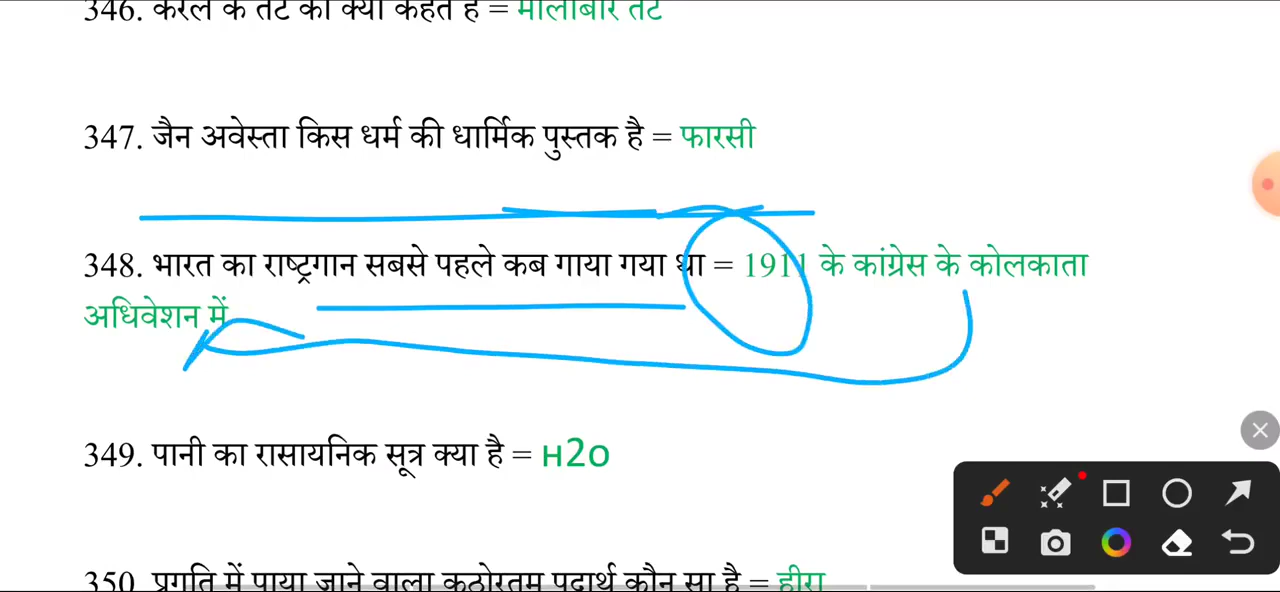 346. केरल के तट को क्या कहते हैं = मालाबार तट
347. जैन अवेस्ता किस धर्म की धार्मिक पुस्तक है = फारसी
348. भारत का राष्ट्रगान सबसे पहले कब गाया गया था = 1911 के कांग्रेस के कोलकाता
अधिवेशन में
349. पानी का रासायनिक सूत्र क्या है = H2O
350. प्रगति में पाया जाने वाला कठोरतम पदार्थ कौन सा है = हीरा